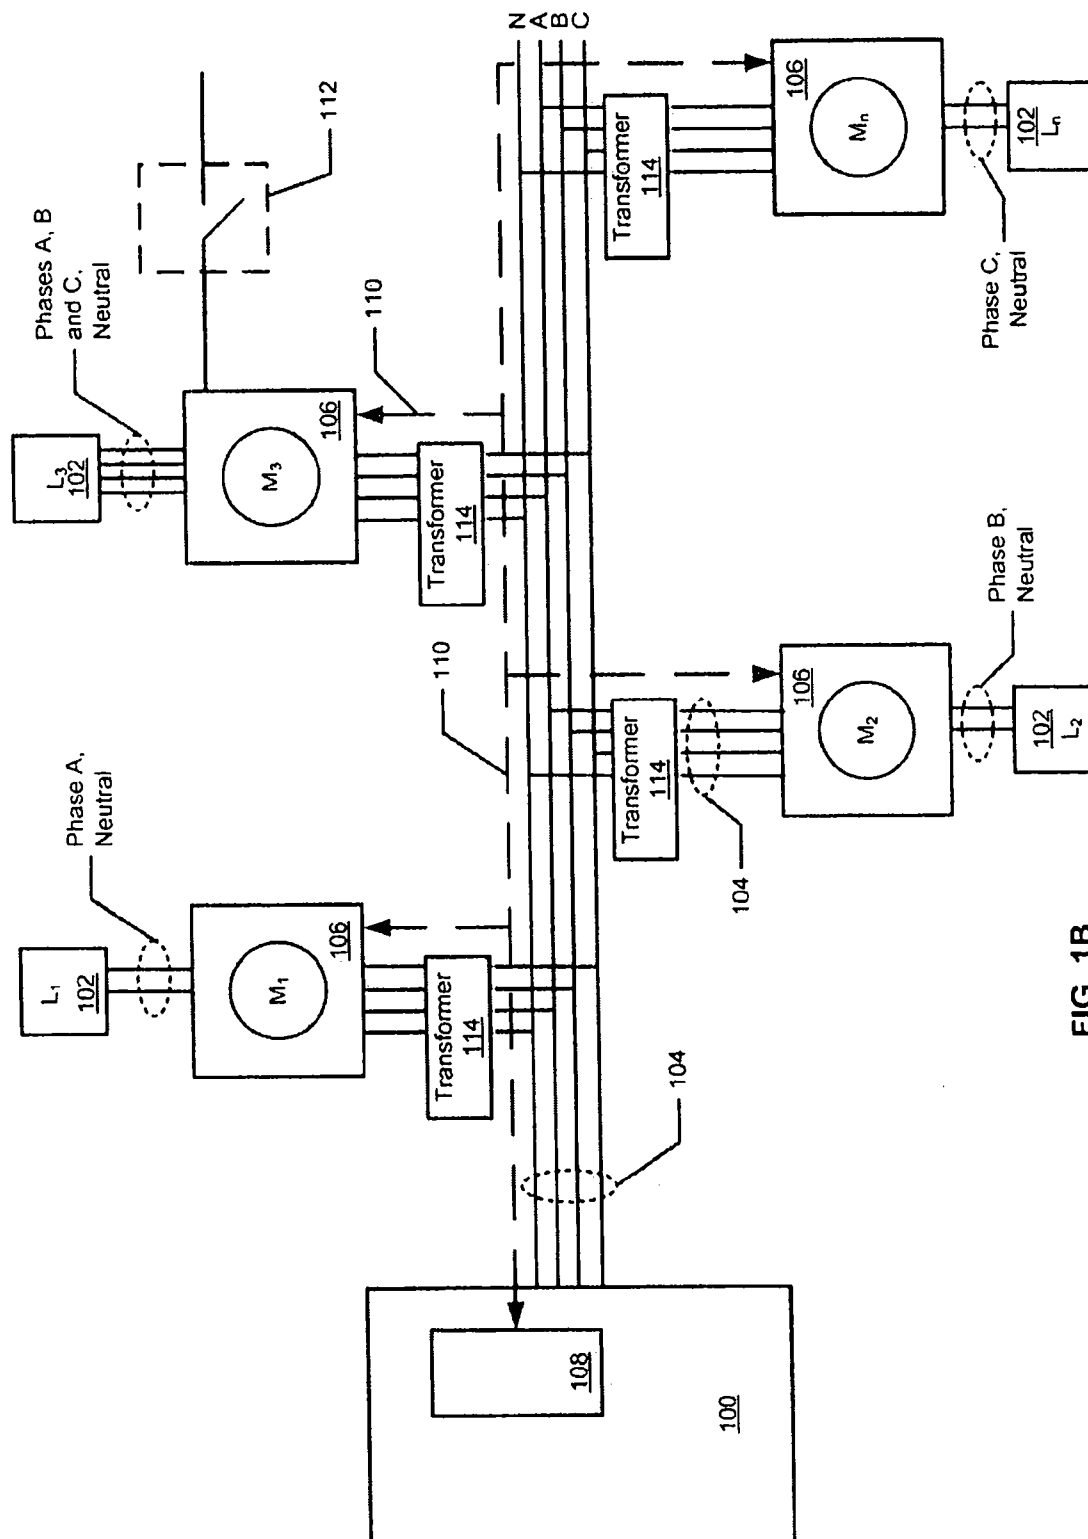 N
A
B
C
L1
102
Phase A,
Neutral
M1
106
Transformer
114
L3
102
Phases A, B
and C,
Neutral
M3
106
Transformer
114
112
110
110
108
100
104
Transformer
114
104
M2
106
Phase B,
Neutral
102
L2
Transformer
114
106
Mn
Phase C,
Neutral
102
Ln
FIG. 1B